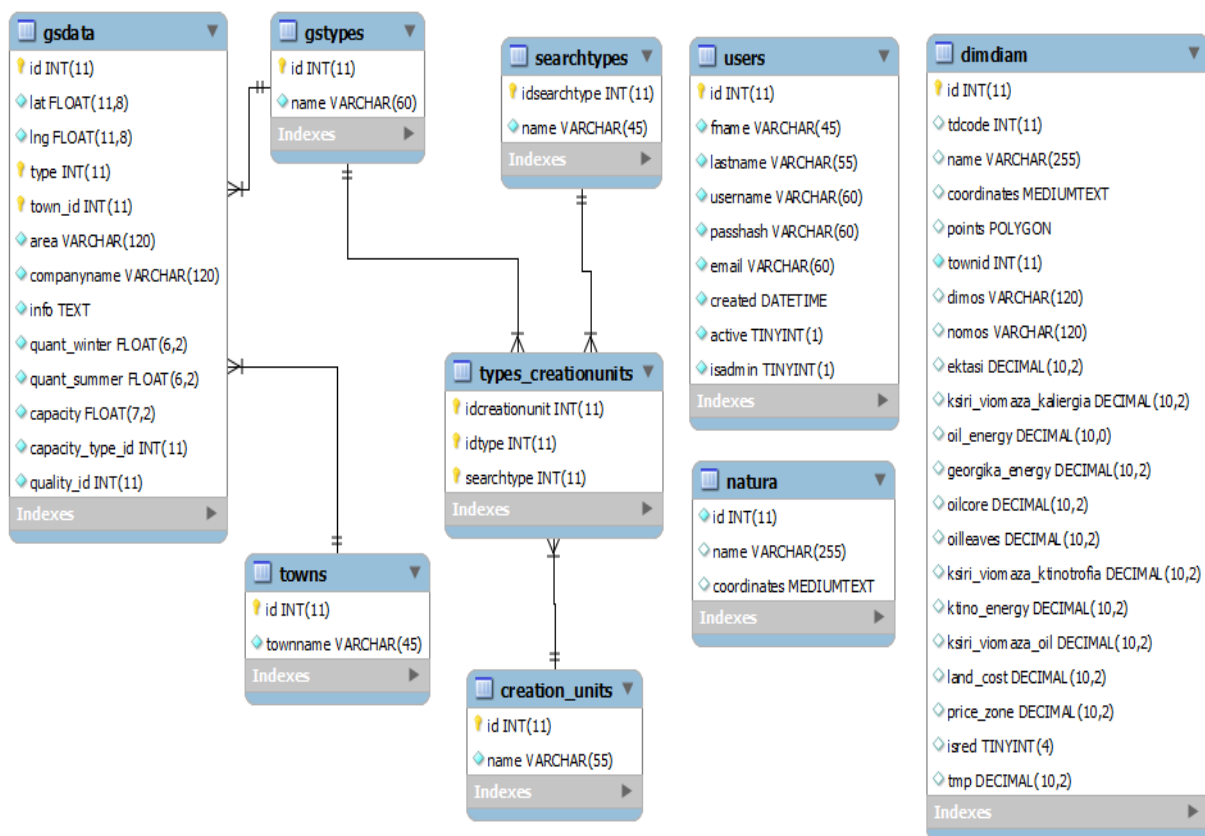 gsdata
id INT(11)
lat FLOAT(11,8)
lng FLOAT(11,8)
type INT(11)
town_id INT(11)
area VARCHAR(120)
companyname VARCHAR(120)
info TEXT
quant_winter FLOAT(6,2)
quant_summer FLOAT(6,2)
capacity FLOAT(7,2)
capacity_type_id INT(11)
quality_id INT(11)
Indexes
gstypes
id INT(11)
name VARCHAR(60)
Indexes
searchtypes
idsearchtype INT(11)
name VARCHAR(45)
Indexes
users
id INT(11)
fname VARCHAR(45)
lastname VARCHAR(55)
username VARCHAR(60)
passhash VARCHAR(60)
email VARCHAR(60)
created DATETIME
active TINYINT(1)
isadmin TINYINT(1)
Indexes
dimdiam
id INT(11)
tdcode INT(11)
name VARCHAR(255)
coordinates MEDIUMTEXT
points POLYGON
townid INT(11)
dimos VARCHAR(120)
nomos VARCHAR(120)
ektasi DECIMAL(10,2)
ksiri_viomaza_kaliergia DECIMAL(10,2)
oil_energy DECIMAL(10,0)
georgika_energy DECIMAL(10,2)
oilcore DECIMAL(10,2)
oilleaves DECIMAL(10,2)
ksiri_viomaza_ktinotrofia DECIMAL(10,2)
ktino_energy DECIMAL(10,2)
ksiri_viomaza_oil DECIMAL(10,2)
land_cost DECIMAL(10,2)
price_zone DECIMAL(10,2)
isred TINYINT(4)
tmp DECIMAL(10,2)
Indexes
types_creationunits
idcreationunit INT(11)
idtype INT(11)
searchtype INT(11)
Indexes
natura
id INT(11)
name VARCHAR(255)
coordinates MEDIUMTEXT
Indexes
towns
id INT(11)
townname VARCHAR(45)
Indexes
creation_units
id INT(11)
name VARCHAR(55)
Indexes